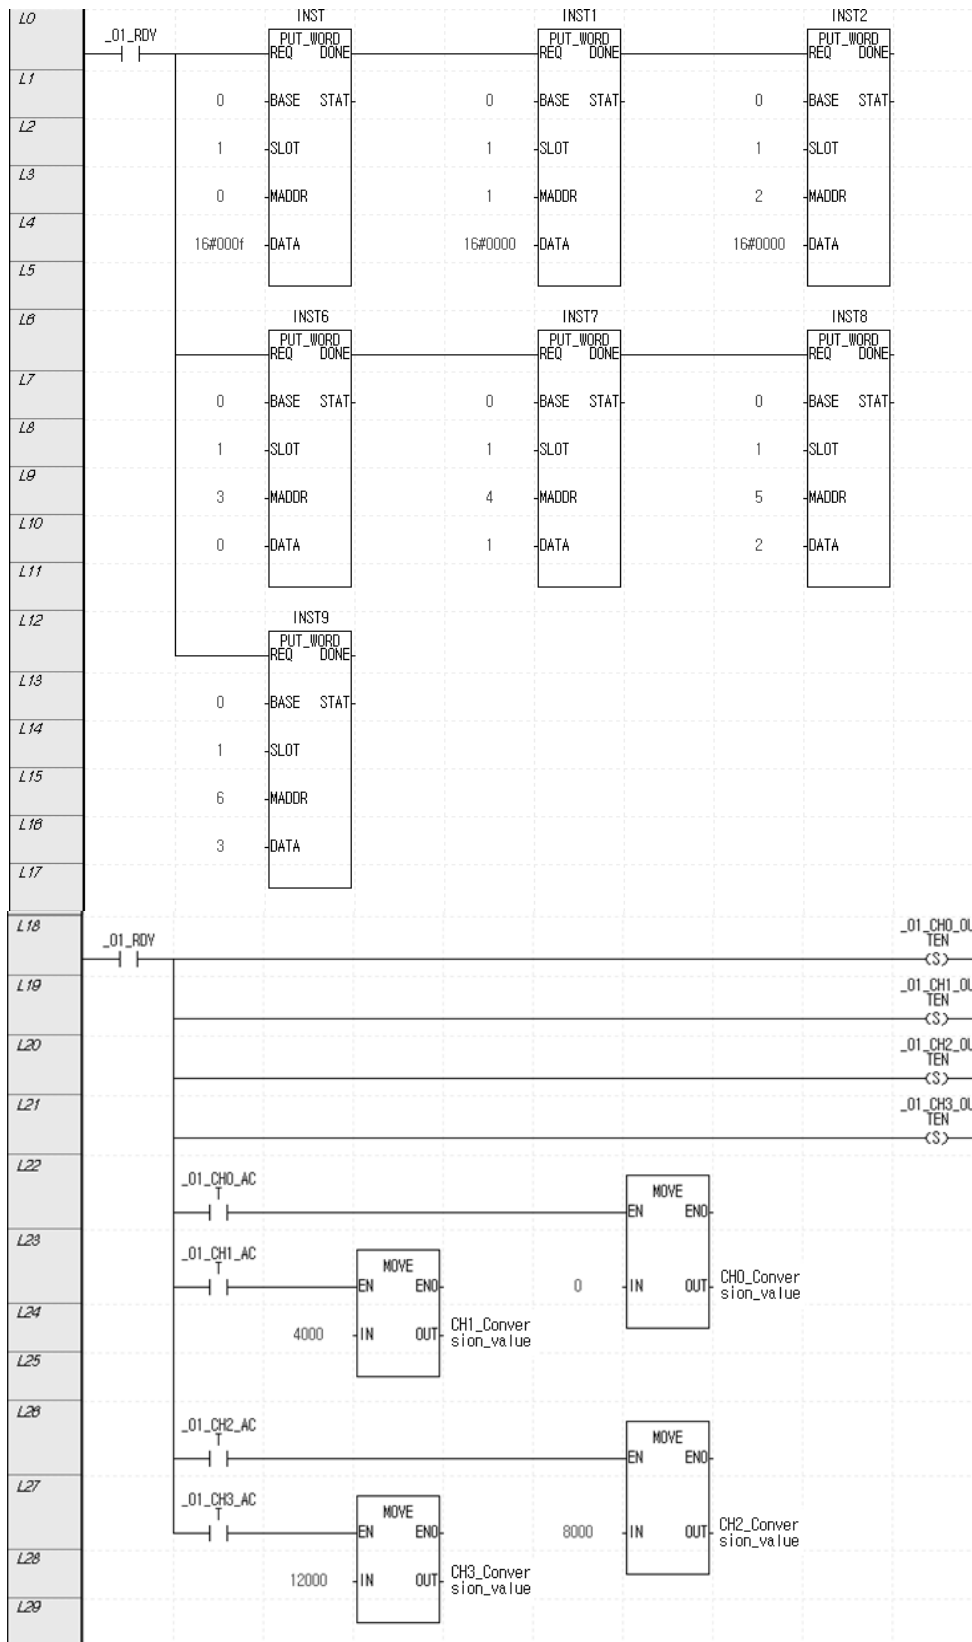 L0
INST INST1 INST2
_01_RDY PUT_WORD PUT_WORD PUT_WORD
REQ DONE REQ DONE REQ DONE
L1
0 BASE STAT 0 BASE STAT 0 BASE STAT
L2
1 SLOT 1 SLOT 1 SLOT
L3
0 MADDR 1 MADDR 2 MADDR
L4
16#000f DATA 16#0000 DATA 16#0000 DATA
L5
L6
INST6 INST7 INST8
PUT_WORD PUT_WORD PUT_WORD
REQ DONE REQ DONE REQ DONE
L7
0 BASE STAT 0 BASE STAT 0 BASE STAT
L8
1 SLOT 1 SLOT 1 SLOT
L9
3 MADDR 4 MADDR 5 MADDR
L10
0 DATA 1 DATA 2 DATA
L11
L12
INST9
PUT_WORD
REQ DONE
L13
0 BASE STAT
L14
1 SLOT
L15
6 MADDR
L16
3 DATA
L17
L18 _01_CH0_OU
_01_RDY TEN
(S)
L19 _01_CH1_OU
TEN
(S)
L20 _01_CH2_OU
TEN
(S)
L21 _01_CH3_OU
TEN
(S)
L22
_01_CH0_AC
T MOVE
EN ENO
L23
_01_CH1_AC
T MOVE
EN ENO 0 IN OUT CH0_Conver
sion_value
L24
4000 IN OUT CH1_Conver
sion_value
L25
L26
_01_CH2_AC
T MOVE
EN ENO
L27
_01_CH3_AC
T MOVE
EN ENO 8000 IN OUT CH2_Conver
sion_value
L28
12000 IN OUT CH3_Conver
sion_value
L29